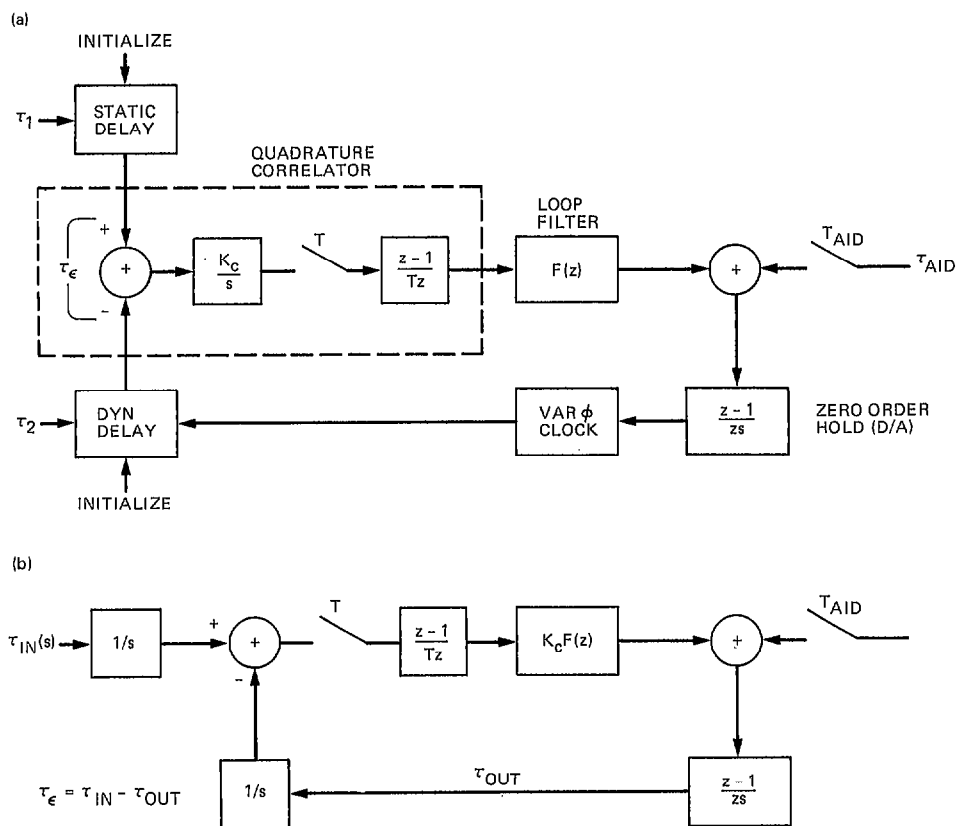 (a)
INITIALIZE
τ1
STATIC
DELAY
QUADRATURE
CORRELATOR
LOOP
FILTER
+
τϵ
+
−
Kc
s
T
z − 1
Tz
F(z)
+
TAID
τAID
τ2
DYN
DELAY
VAR ϕ
CLOCK
z − 1
zs
ZERO ORDER
HOLD (D/A)
INITIALIZE
(b)
τIN(s)
1/s
+
+
−
T
z − 1
Tz
KcF(z)
+
TAID
τϵ = τIN − τOUT
1/s
τOUT
z − 1
zs